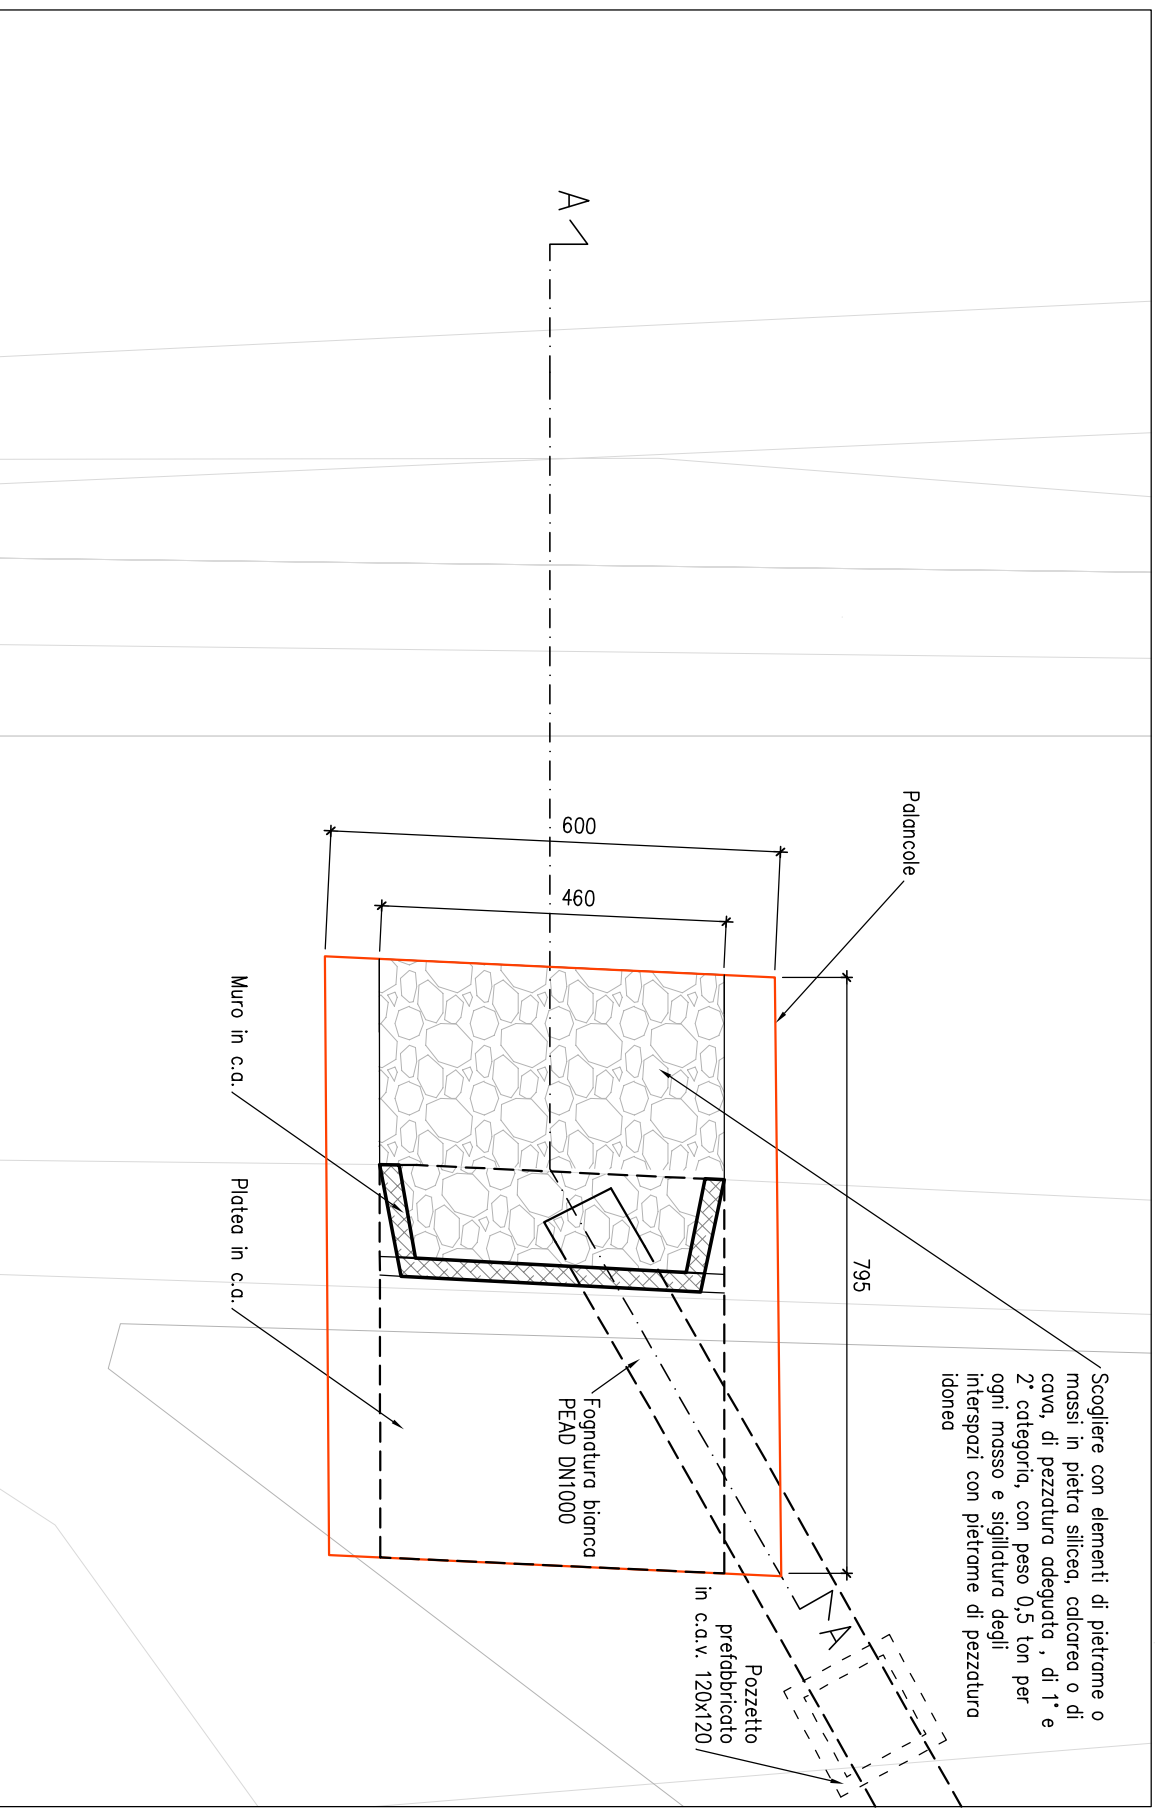 Scogliere con elementi di pietrame o
massi in pietra silicea, calcarea o di
cava, di pezzatura adeguata , di 1° e
2° categoria, con peso 0,5 ton per
ogni masso e sigillatura degli
interspazi con pietrame di pezzatura
idonea
Palancole
795
600
460
A
A
Pozzetto
prefabbricato
in c.a.v. 120x120
Fognatura bianca
PEAD DN1000
Muro in c.a.
Platea in c.a.